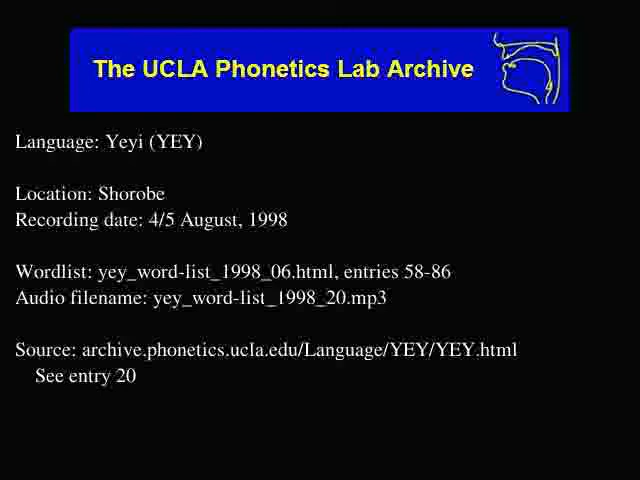 The UCLA Phonetics Lab Archive
Language: Yeyi (YEY)
Location: Shorobe
Recording date: 4/5 August, 1998
Wordlist: yey_word-list_1998_06.html, entries 58-86
Audio filename: yey_word-list_1998_20.mp3
Source: archive.phonetics.ucla.edu/Language/YEY/YEY.html
See entry 20